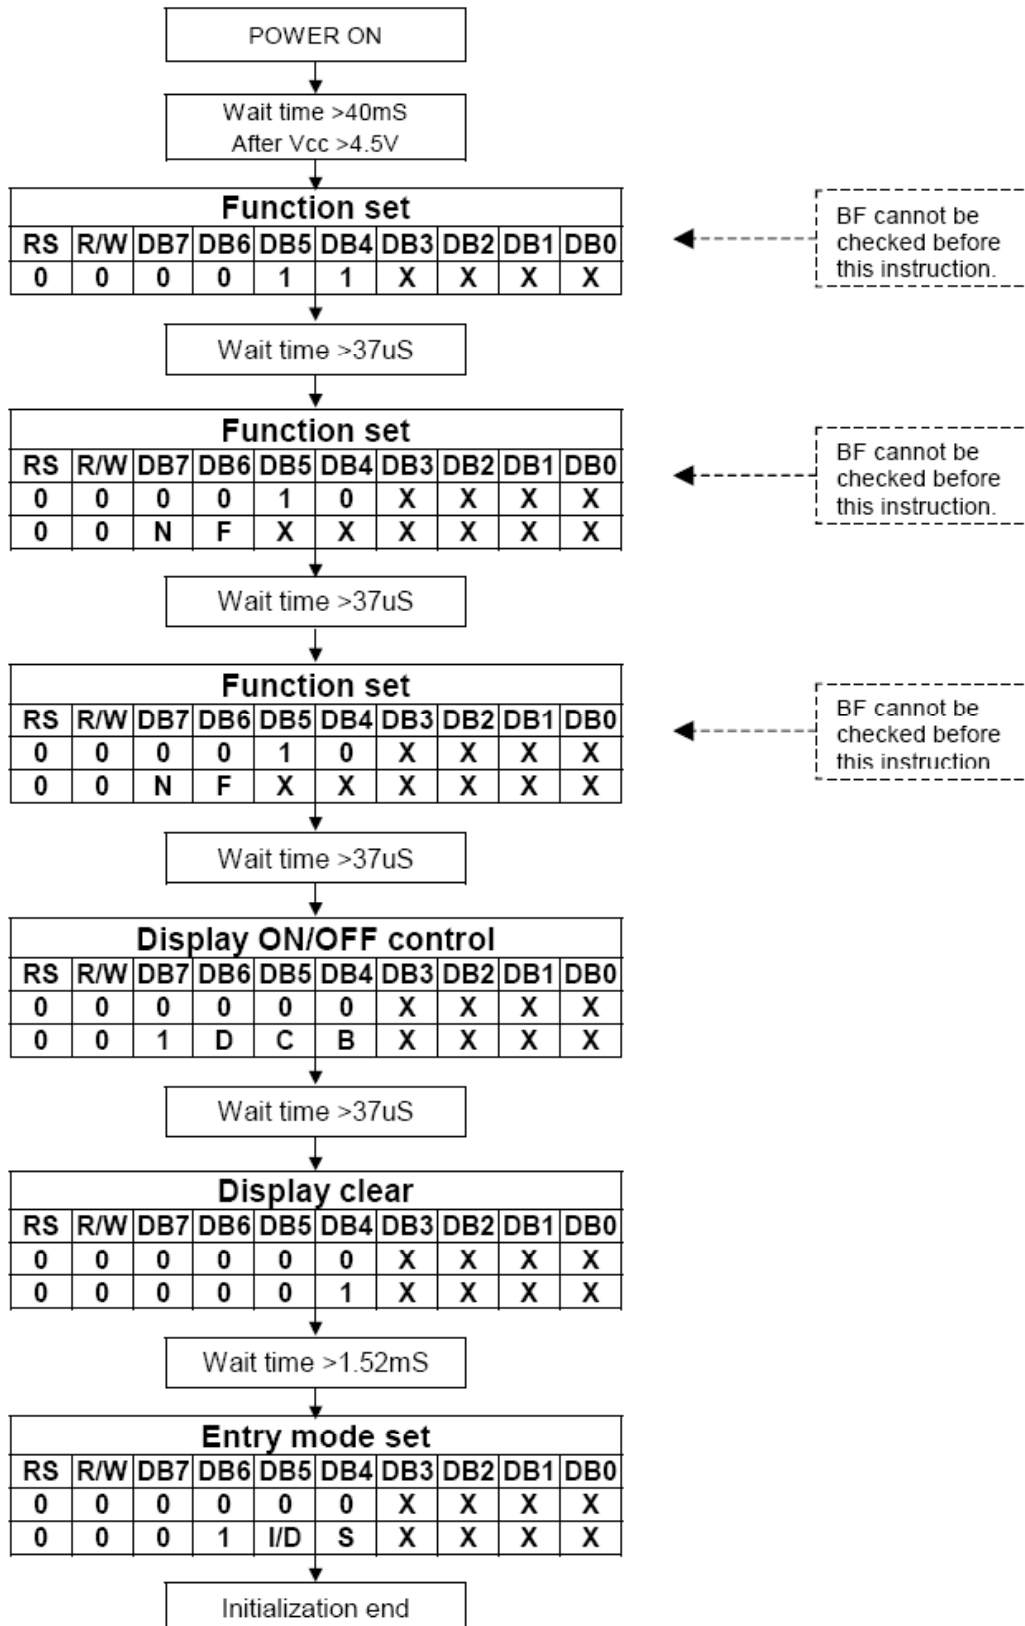 POWER ON
Wait time >40mS
After Vcc >4.5V
Function set
RS R/W DB7 DB6 DB5 DB4 DB3 DB2 DB1 DB0
0 0 0 0 1 1 X X X X
BF cannot be
checked before
this instruction.
Wait time >37uS
Function set
RS R/W DB7 DB6 DB5 DB4 DB3 DB2 DB1 DB0
0 0 0 0 1 0 X X X X
0 0 N F X X X X X X
BF cannot be
checked before
this instruction.
Wait time >37uS
Function set
RS R/W DB7 DB6 DB5 DB4 DB3 DB2 DB1 DB0
0 0 0 0 1 0 X X X X
0 0 N F X X X X X X
BF cannot be
checked before
this instruction
Wait time >37uS
Display ON/OFF control
RS R/W DB7 DB6 DB5 DB4 DB3 DB2 DB1 DB0
0 0 0 0 0 0 X X X X
0 0 1 D C B X X X X
Wait time >37uS
Display clear
RS R/W DB7 DB6 DB5 DB4 DB3 DB2 DB1 DB0
0 0 0 0 0 0 X X X X
0 0 0 0 0 1 X X X X
Wait time >1.52mS
Entry mode set
RS R/W DB7 DB6 DB5 DB4 DB3 DB2 DB1 DB0
0 0 0 0 0 0 X X X X
0 0 0 1 I/D S X X X X
Initialization end